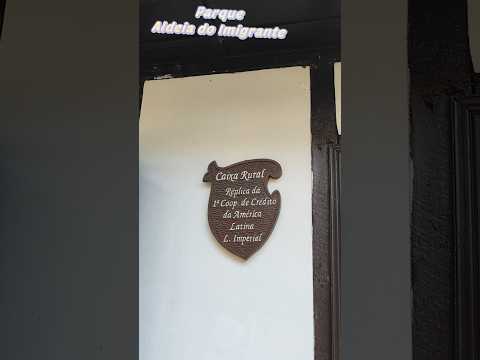 Parque
Aldeia do Imigrante
Caixa Rural
Réplica da
1ª Coop. de Crédito
da América
Latina
L. Imperial